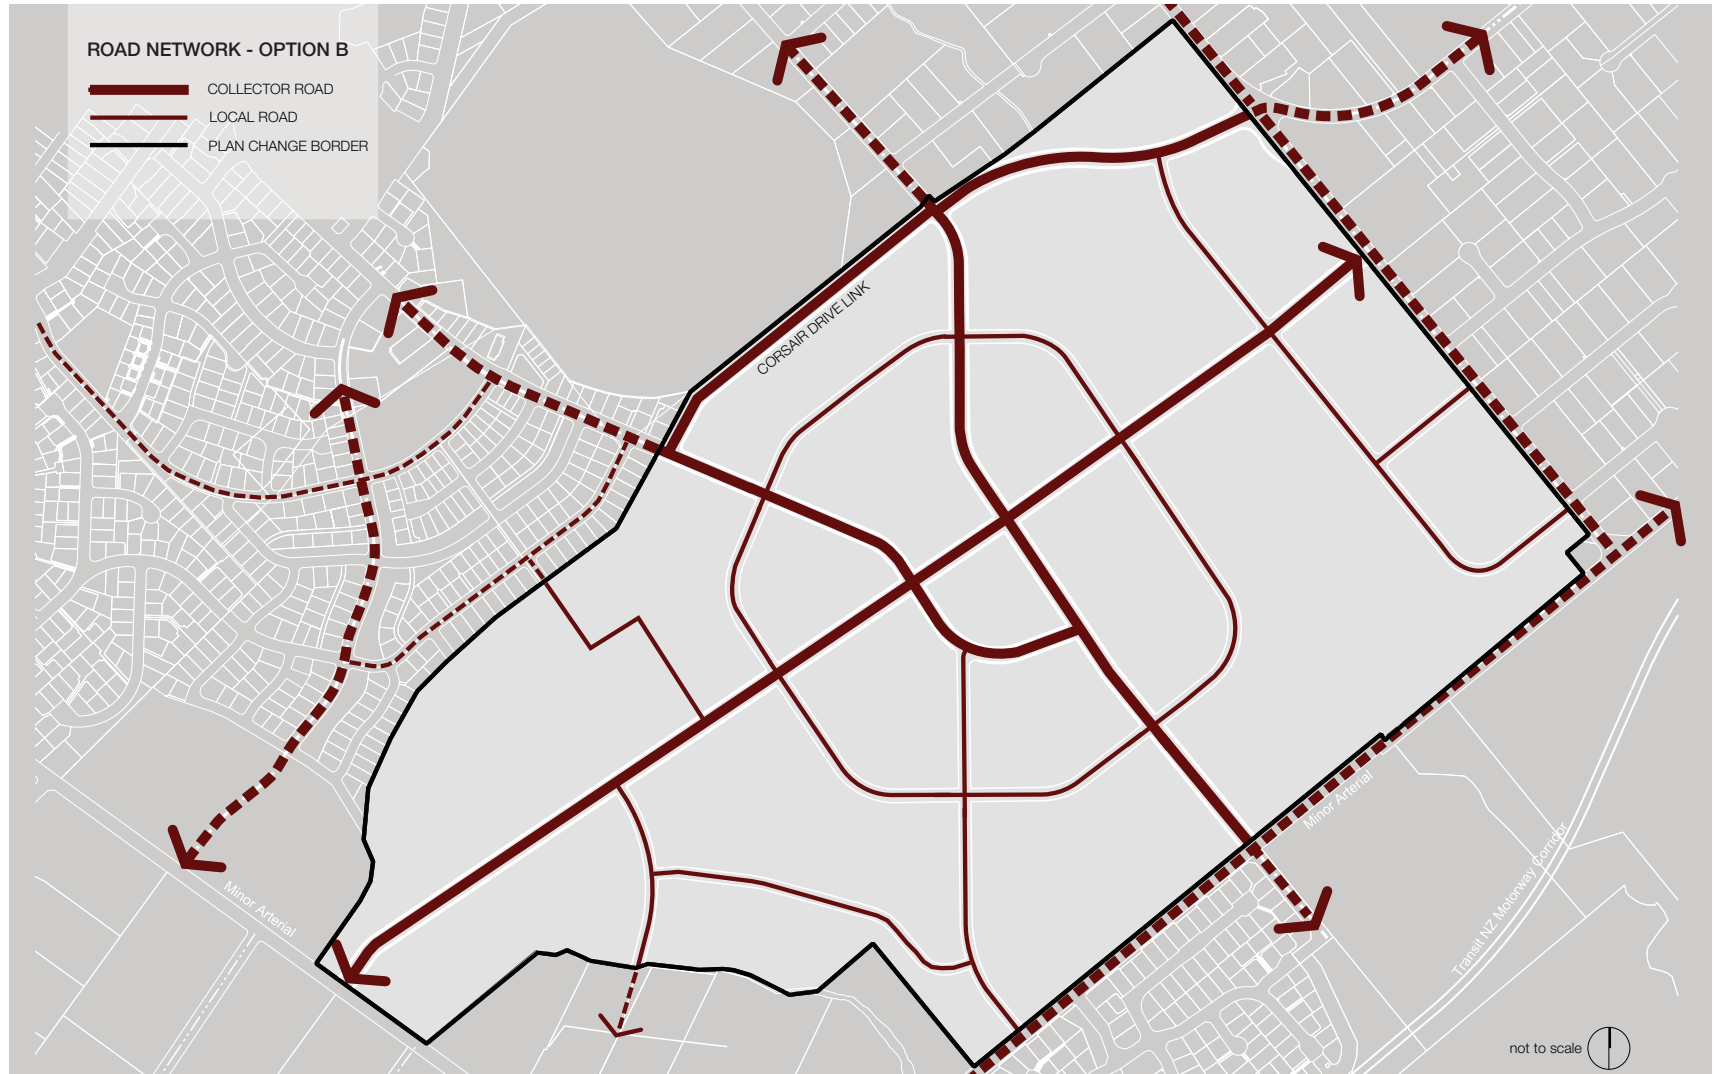 ROAD NETWORK - OPTION B
COLLECTOR ROAD
LOCAL ROAD
PLAN CHANGE BORDER
CORSAIR DRIVE LINK
Minor Arterial
Minor Arterial
Transit NZ Motorway Corridor
not to scale